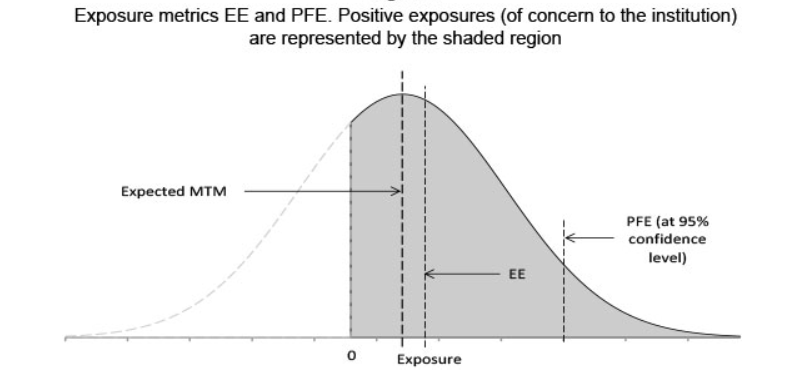 Exposure metrics EE and PFE. Positive exposures (of concern to the institution)
are represented by the shaded region
Expected MTM
PFE (at 95%
confidence
level)
EE
0
Exposure